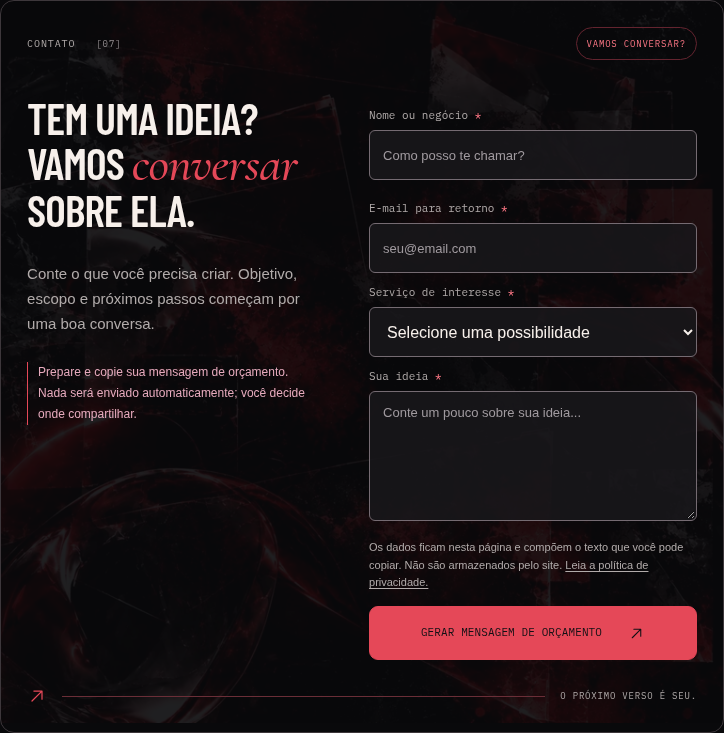 CONTATO [07]
VAMOS CONVERSAR?
TEM UMA IDEIA?
VAMOS conversar
SOBRE ELA.
Conte o que você precisa criar. Objetivo,
escopo e próximos passos começam por
uma boa conversa.
Prepare e copie sua mensagem de orçamento.
Nada será enviado automaticamente; você decide
onde compartilhar.
Nome ou negócio *
Como posso te chamar?
E-mail para retorno *
seu@email.com
Serviço de interesse *
Selecione uma possibilidade
Sua ideia *
Conte um pouco sobre sua ideia...
Os dados ficam nesta página e compõem o texto que você pode
copiar. Não são armazenados pelo site. Leia a política de
privacidade.
GERAR MENSAGEM DE ORÇAMENTO
O PRÓXIMO VERSO É SEU.